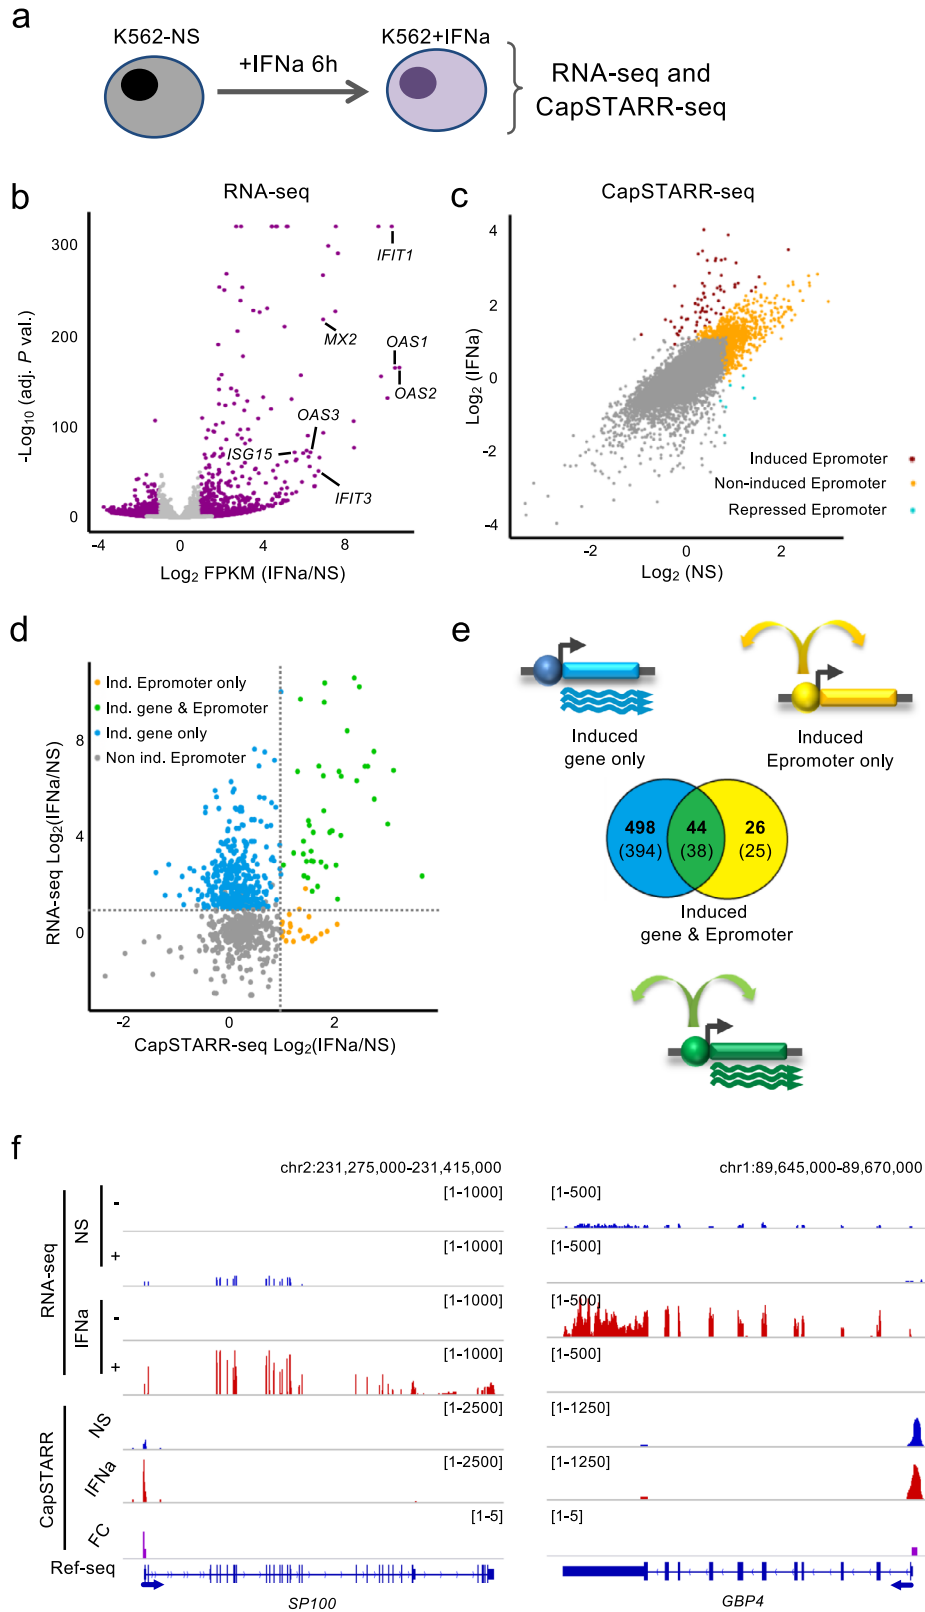 a
K562-NS
+IFNa 6h
K562+IFNa
RNA-seq and
CapSTARR-seq
b
RNA-seq
-Log10 (adj. P val.)
300
200
100
0
IFIT1
MX2
OAS1
OAS2
OAS3
ISG15
IFIT3
-4
0
4
8
Log2 FPKM (IFNa/NS)
c
CapSTARR-seq
Log2 (IFNa)
4
2
0
-2
-4
Induced Epromoter
Non-induced Epromoter
Repressed Epromoter
-2
0
2
Log2 (NS)
d
RNA-seq Log2(IFNa/NS)
Ind. Epromoter only
Ind. gene & Epromoter
Ind. gene only
Non ind. Epromoter
8
4
0
-2
0
2
CapSTARR-seq Log2(IFNa/NS)
e
Induced
gene only
Induced
Epromoter only
498
(394)
44
(38)
26
(25)
Induced
gene & Epromoter
f
chr2:231,275,000-231,415,000
chr1:89,645,000-89,670,000
RNA-seq
NS
-
[1-1000]
[1-500]
+
[1-1000]
[1-500]
IFNa
-
[1-1000]
[1-500]
+
[1-1000]
[1-500]
CapSTARR
NS
[1-2500]
[1-1250]
IFNa
[1-2500]
[1-1250]
FC
[1-5]
[1-5]
Ref-seq
SP100
GBP4